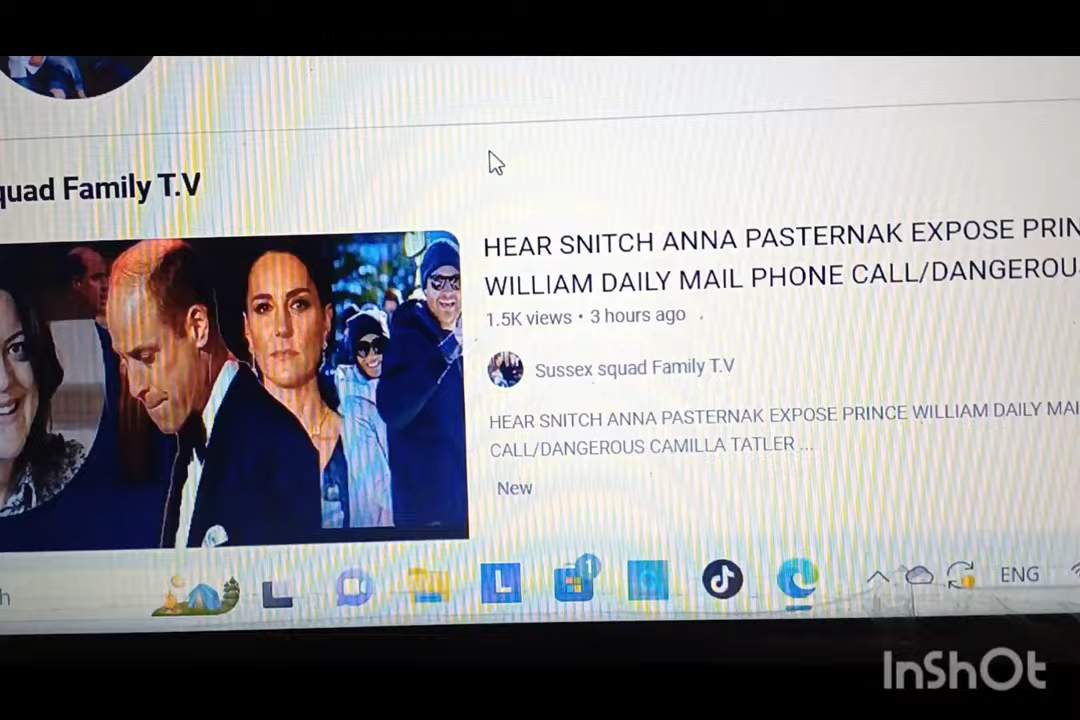 quad Family T.V
HEAR SNITCH ANNA PASTERNAK EXPOSE PRIN
WILLIAM DAILY MAIL PHONE CALL/DANGEROU
1.5K views • 3 hours ago
Sussex squad Family T.V
HEAR SNITCH ANNA PASTERNAK EXPOSE PRINCE WILLIAM DAILY MAI
CALL/DANGEROUS CAMILLA TATLER ...
New
h
L
L
1
ENG
InShOt